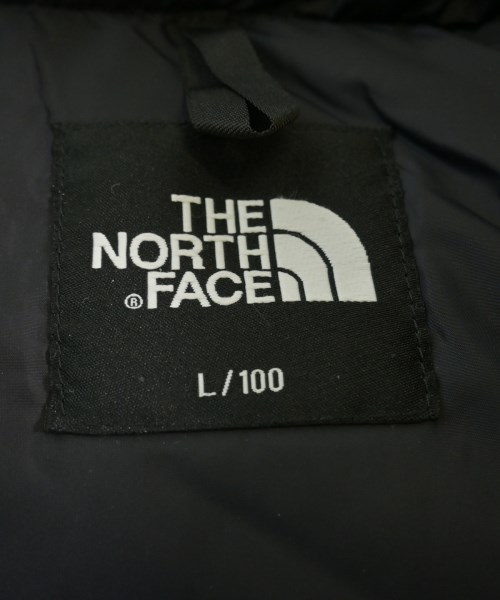 THE
NORTH
® FACE
L / 100